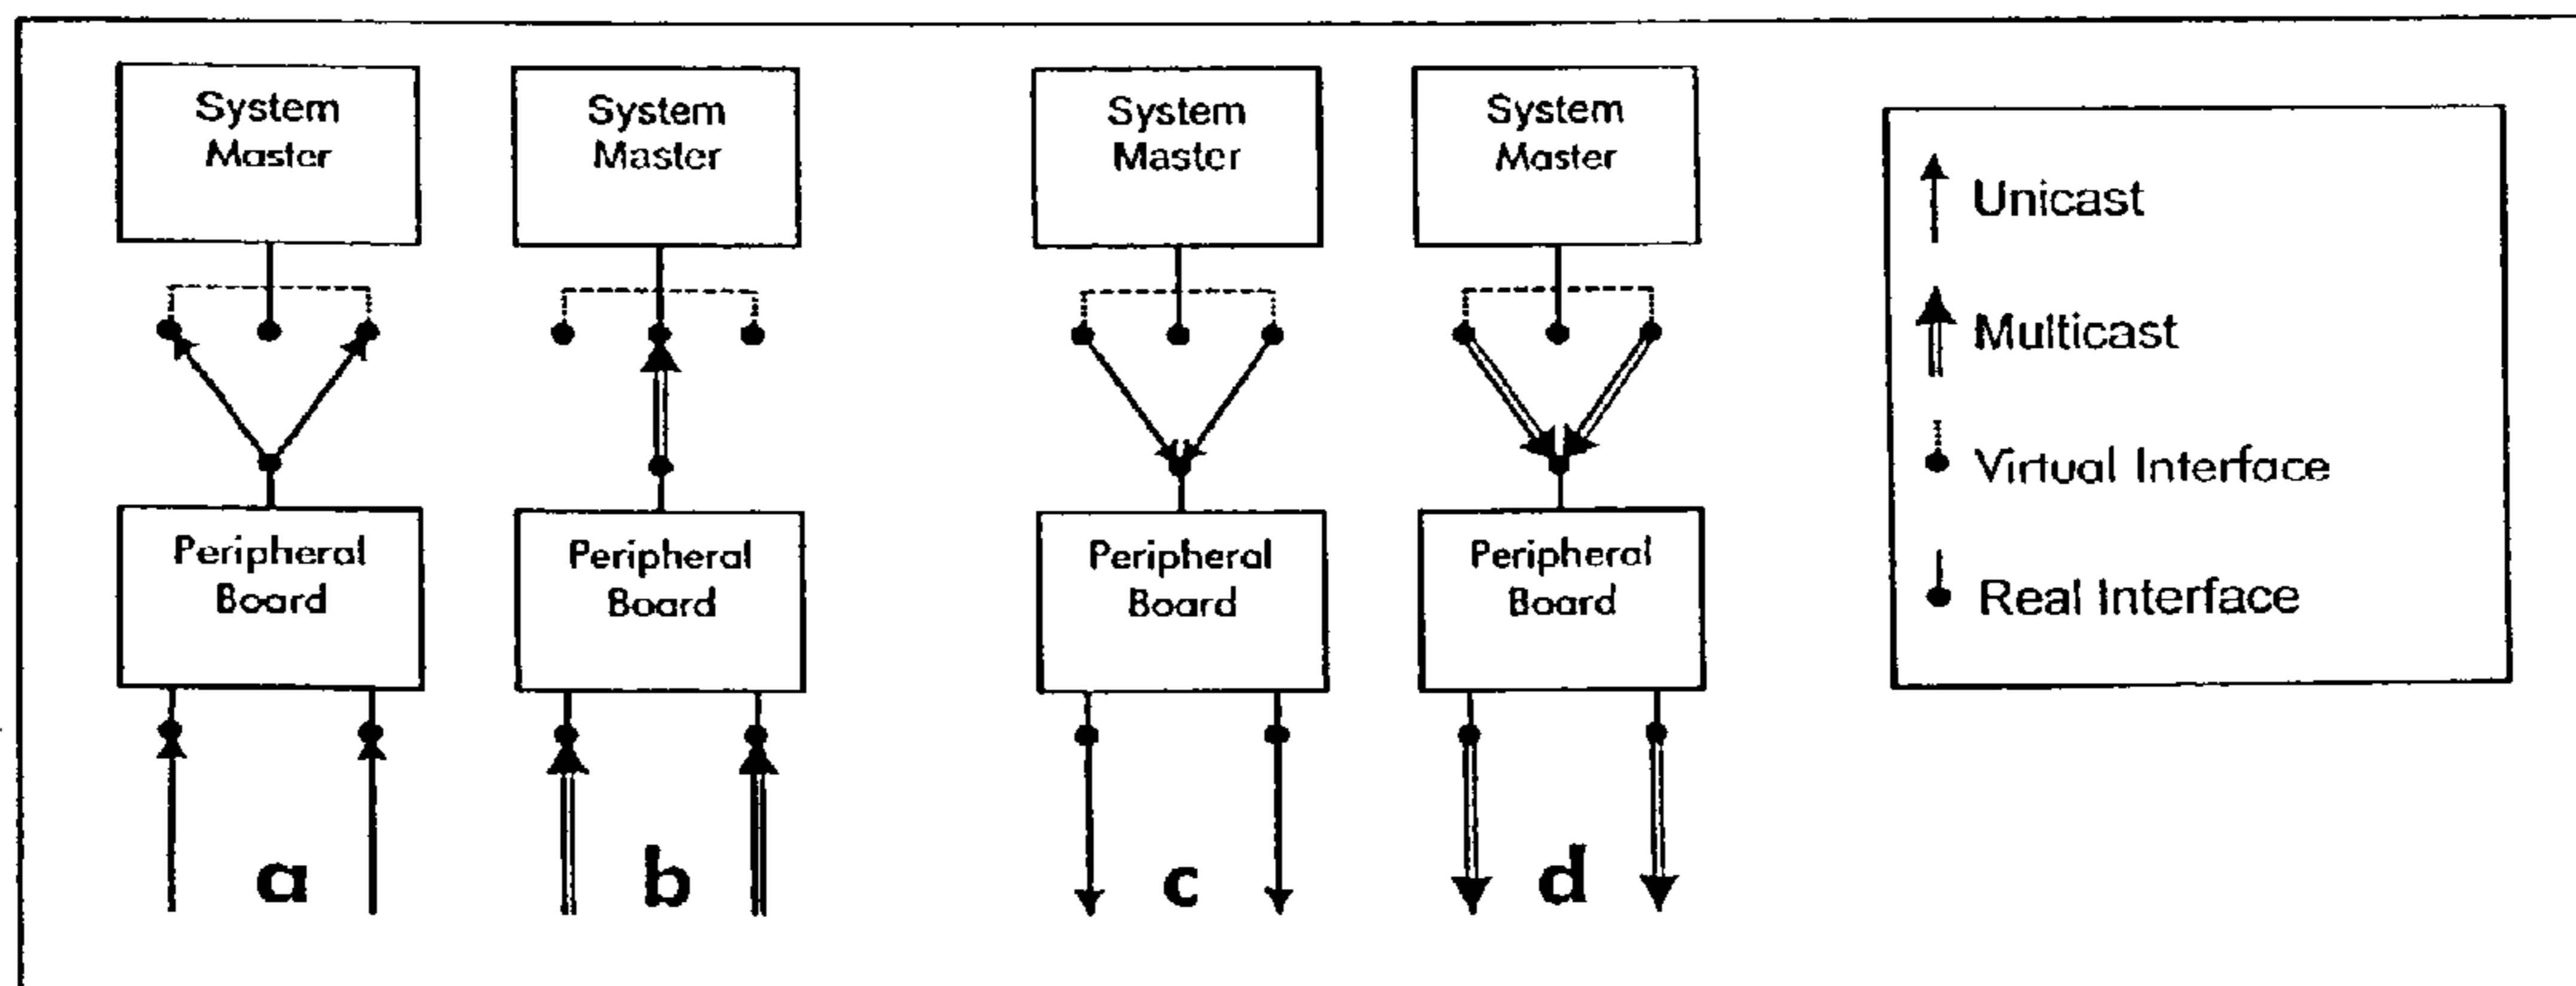 System
Master
System
Master
System
Master
System
Master
Peripheral
Board
Peripheral
Board
Peripheral
Board
Peripheral
Board
a
b
c
d
Unicast
Multicast
Virtual Interface
Real Interface